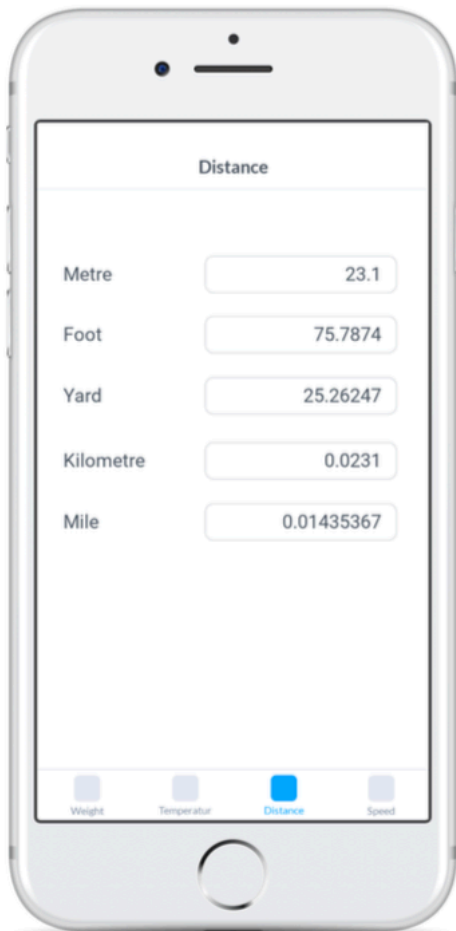 Distance
Metre 23.1
Foot 75.7874
Yard 25.26247
Kilometre 0.0231
Mile 0.01435367
Weight Temperatur Distance Speed